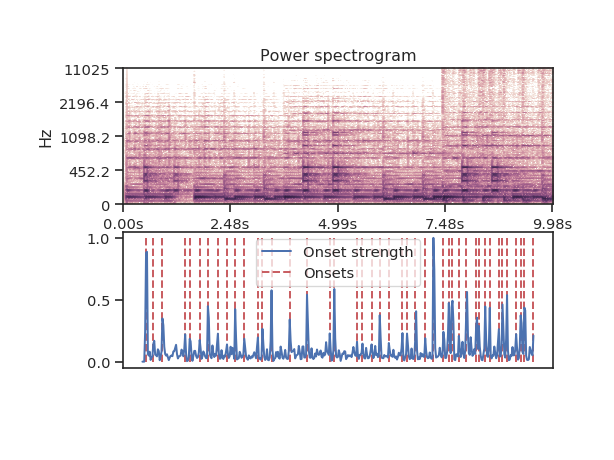 Power spectrogram
11025
2196.4
1098.2
452.2
0
Hz
0.00s 2.48s 4.99s 7.48s 9.98s
1.0
0.5
0.0
Onset strength
Onsets